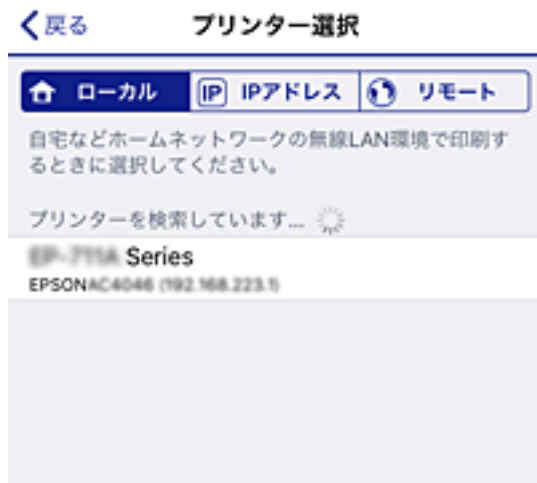 戻る プリンター選択
ローカル IP IPアドレス リモート
自宅などホームネットワークの無線LAN環境で印刷す
るときに選択してください。
プリンターを検索しています...
Series
EPSON